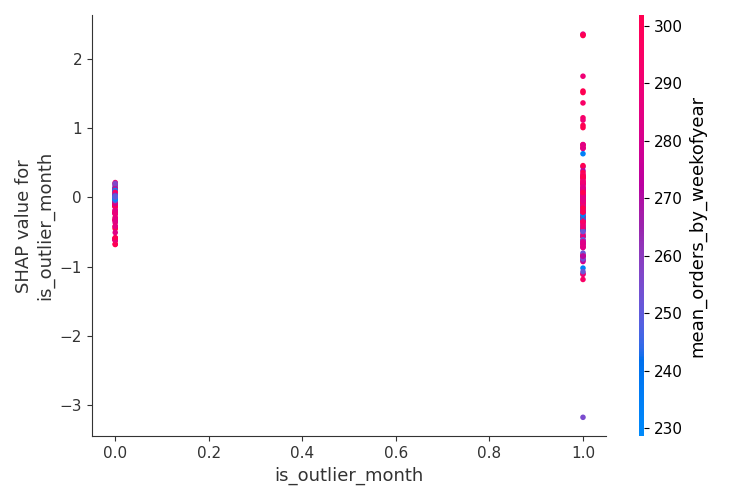 SHAP value for
is_outlier_month
2
1
0
−1
−2
−3
0.0 0.2 0.4 0.6 0.8 1.0
is_outlier_month
300
290
280
270
260
250
240
230
mean_orders_by_weekofyear